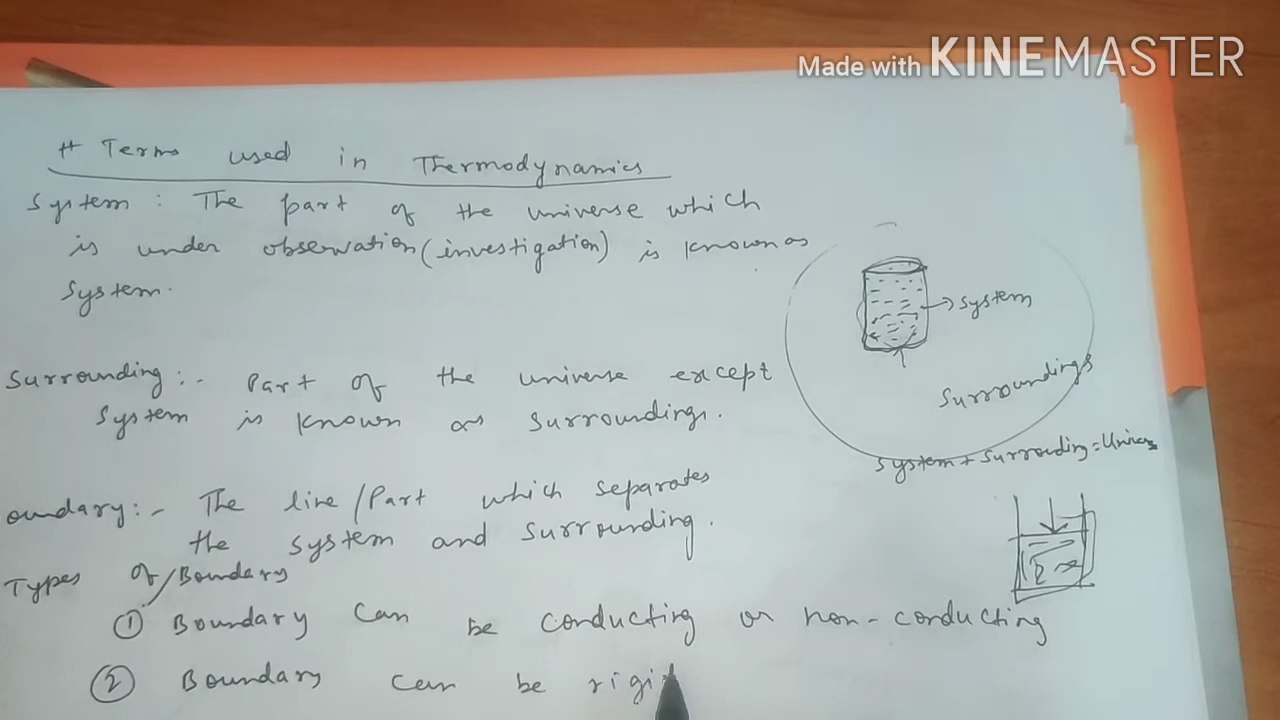 Made with KINEMASTER
# Terms used in Thermodynamics
System : The part of the universe which
is under observation (investigation) is known as
system.
Surrounding :- Part of the universe except
system is known as surroundings.
oundary :- The line/Part which separates
the system and surrounding.
Types of Boundary
① Boundary can be conducting or non-conducting
② Boundary can be rigi
→ system
Surroundings
System + Surrouding =